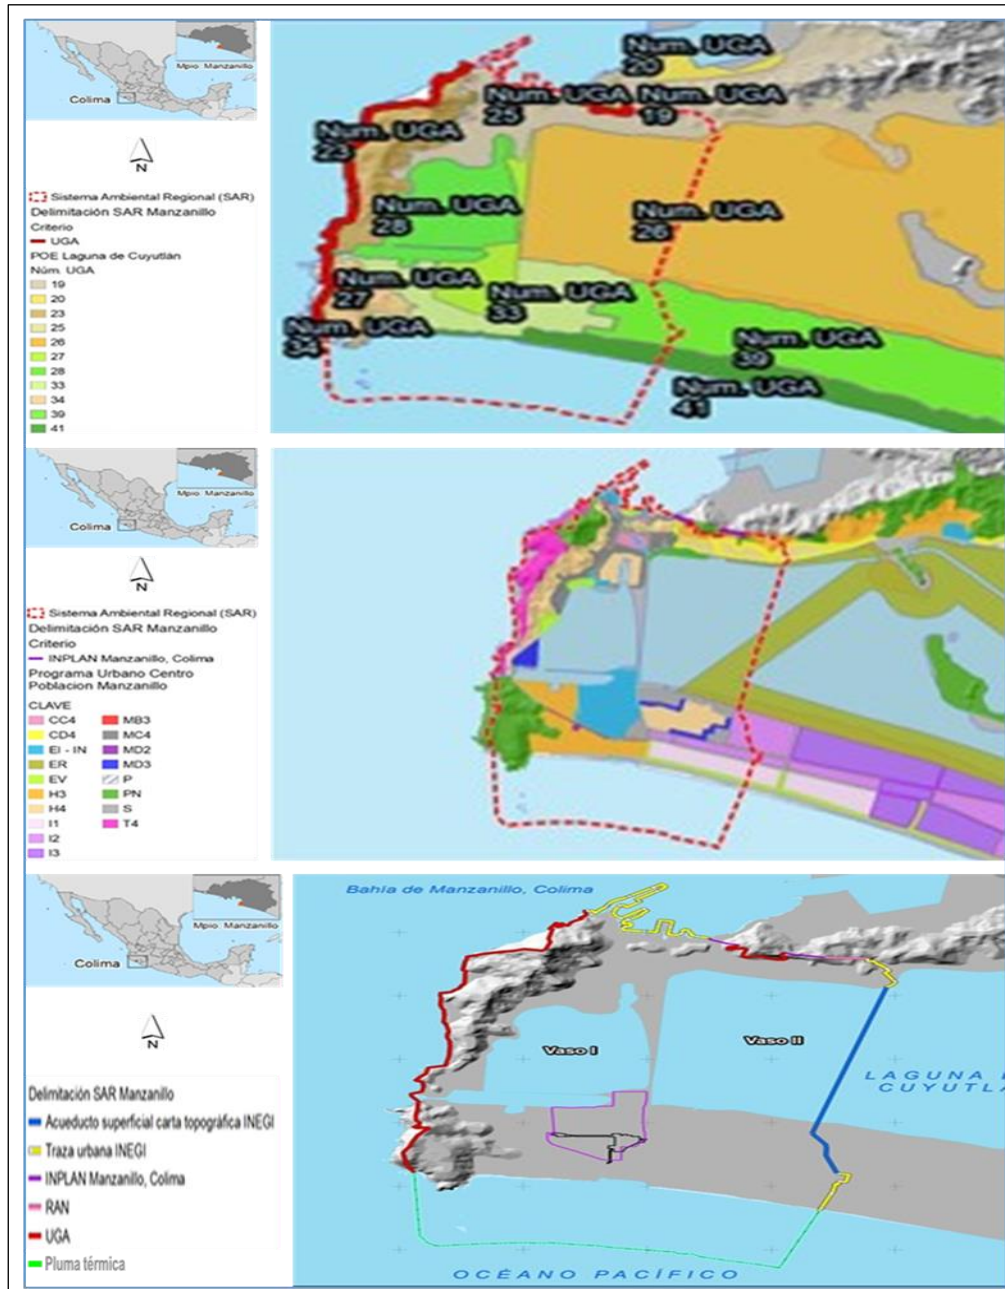 Mpio. Manzanillo
Colima
N
Sistema Ambiental Regional (SAR)
Delimitación SAR Manzanillo
Criterio
UGA
POE Laguna de Cuyutlán
Núm. UGA
19
20
23
25
26
27
28
33
34
39
41
Num. UGA
20
Num. UGA
25
Num. UGA
19
Num. UGA
23
Num. UGA
28
Num. UGA
26
Num. UGA
27
Num. UGA
33
Num. UGA
34
Num. UGA
39
Num. UGA
41
Mpio. Manzanillo
Colima
N
Sistema Ambiental Regional (SAR)
Delimitación SAR Manzanillo
Criterio
INPLAN Manzanillo, Colima
Programa Urbano Centro
Poblacion Manzanillo
CLAVE
CC4 MB3
CD4 MC4
EI - IN MD2
ER MD3
EV P
H3 PN
H4 S
I1 T4
I2
I3
Mpio. Manzanillo
Colima
N
Delimitación SAR Manzanillo
Acueducto superficial carta topográfica INEGI
Traza urbana INEGI
INPLAN Manzanillo, Colima
RAN
UGA
Pluma térmica
Bahía de Manzanillo, Colima
Vaso I
Vaso II
LAGUNA
CUYUTL
OCÉANO PACÍFICO